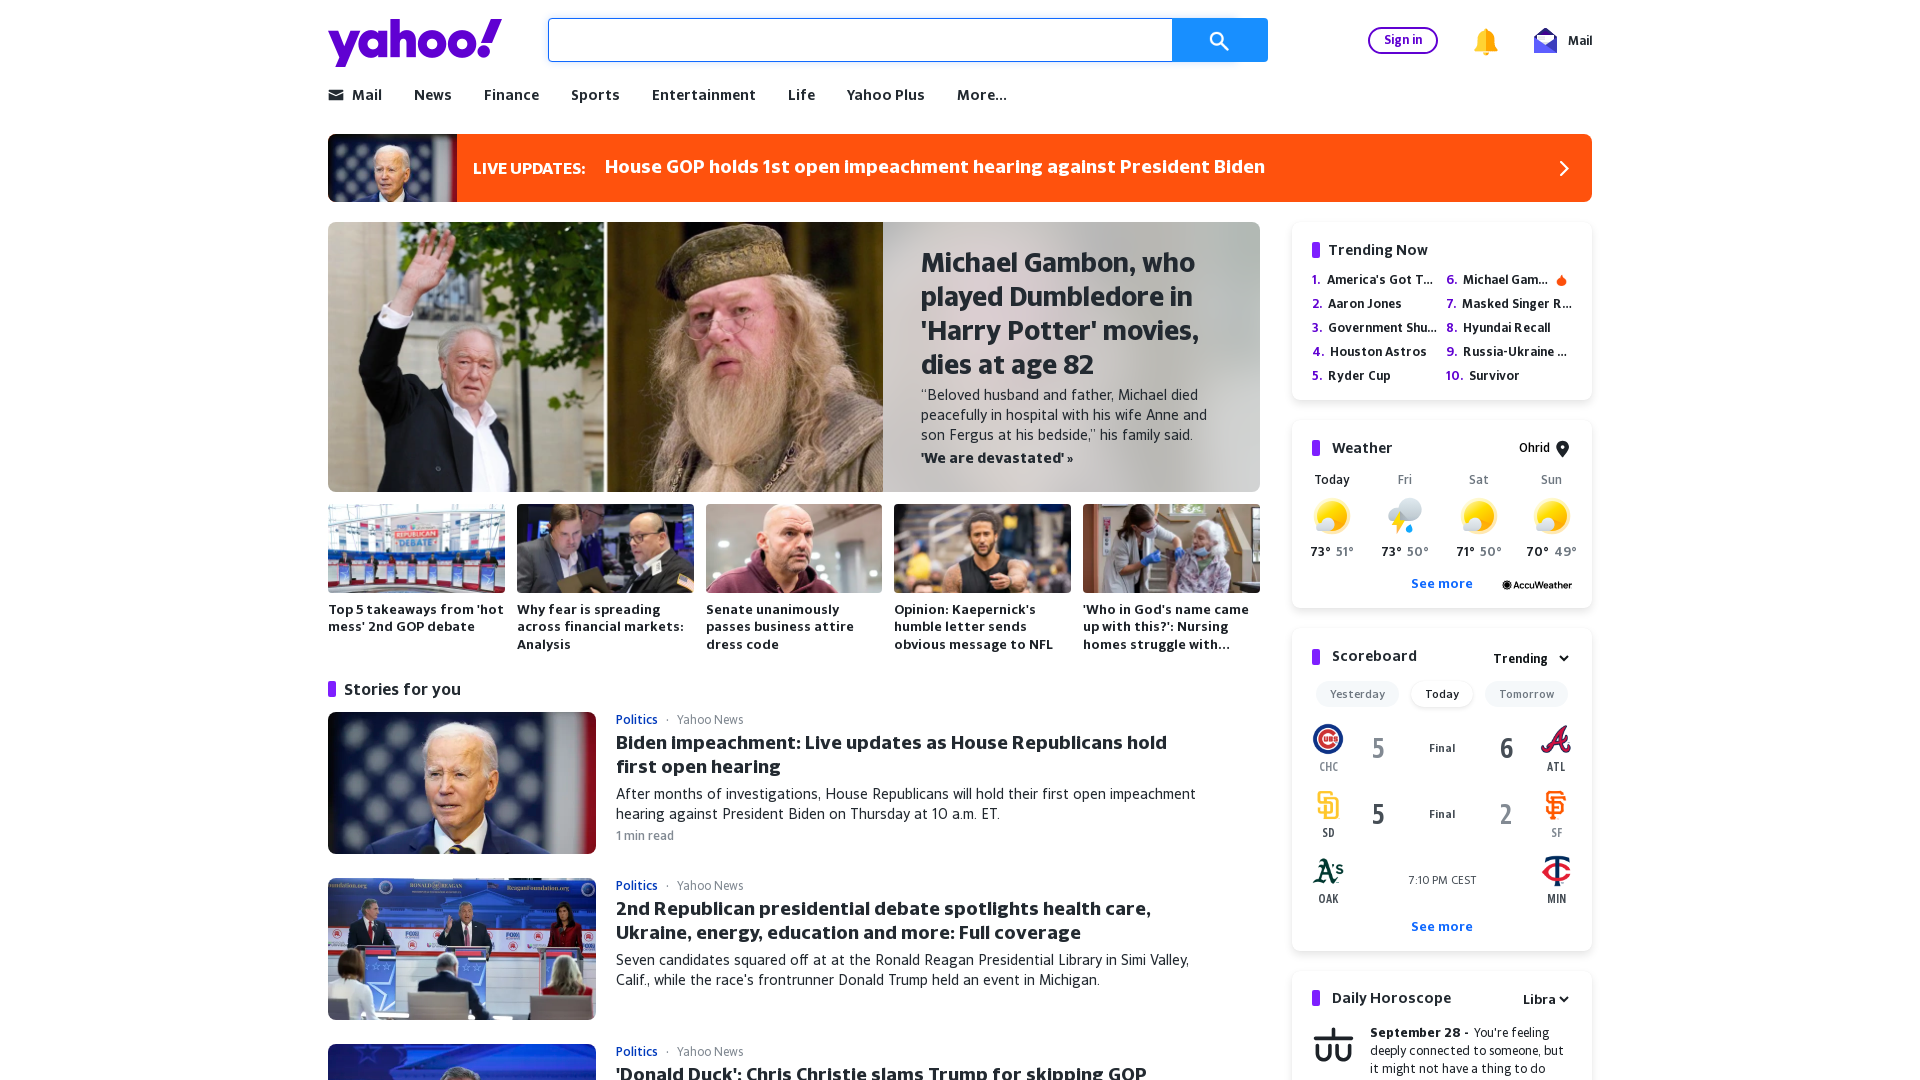 yahoo!
Sign in
Mail
Mail
News
Finance
Sports
Entertainment
Life
Yahoo Plus
More...
LIVE UPDATES: House GOP holds 1st open impeachment hearing against President Biden
Michael Gambon, who
played Dumbledore in
'Harry Potter' movies,
dies at age 82
“Beloved husband and father, Michael died
peacefully in hospital with his wife Anne and
son Fergus at his bedside,” his family said.
'We are devastated' »
REPUBLICAN
DEBATE
Top 5 takeaways from 'hot
mess' 2nd GOP debate
Why fear is spreading
across financial markets:
Analysis
Senate unanimously
passes business attire
dress code
Opinion: Kaepernick's
humble letter sends
obvious message to NFL
'Who in God's name came
up with this?': Nursing
homes struggle with...
Stories for you
Politics · Yahoo News
Biden impeachment: Live updates as House Republicans hold
first open hearing
After months of investigations, House Republicans will hold their first open impeachment
hearing against President Biden on Thursday at 10 a.m. ET.
1 min read
Politics · Yahoo News
2nd Republican presidential debate spotlights health care,
Ukraine, energy, education and more: Full coverage
Seven candidates squared off at at the Ronald Reagan Presidential Library in Simi Valley,
Calif., while the race's frontrunner Donald Trump held an event in Michigan.
Politics · Yahoo News
'Donald Duck': Chris Christie slams Trump for skipping GOP
Trending Now
1. America's Got T...
2. Aaron Jones
3. Government Shu...
4. Houston Astros
5. Ryder Cup
6. Michael Gam...
7. Masked Singer R...
8. Hyundai Recall
9. Russia-Ukraine ...
10. Survivor
Weather
Ohrid
Today Fri Sat Sun
73° 51° 73° 50° 71° 50° 70° 49°
See more
AccuWeather
Scoreboard
Trending
Yesterday Today Tomorrow
5 Final 6
CHC ATL
5 Final 2
SD SF
7:10 PM CEST
OAK MIN
See more
Daily Horoscope
Libra
September 28 - You're feeling
deeply connected to someone, but
it might not have a thing to do